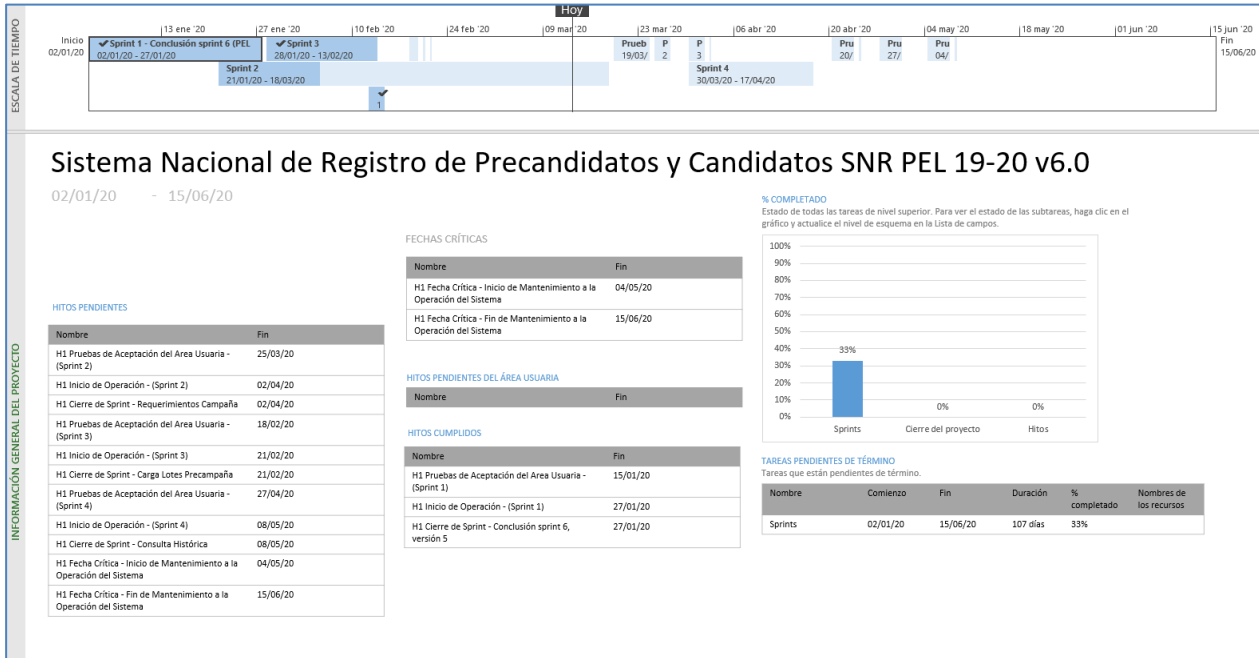 Hoy
ESCALA DE TIEMPO
13 ene '20 27 ene '20 10 feb '20 24 feb '20 09 mar '20 23 mar '20 06 abr '20 20 abr '20 04 may '20 18 may '20 01 jun '20 15 jun '20
Inicio
02/01/20
Sprint 1 - Conclusión sprint 6 (PEL
02/01/20 - 27/01/20
Sprint 3
28/01/20 - 13/02/20
Prueb
19/03/
P
2
P
3
Pru
20/
Pru
27/
Pru
04/
Fin
15/06/20
Sprint 2
21/01/20 - 18/03/20
Sprint 4
30/03/20 - 17/04/20
1
INFORMACIÓN GENERAL DEL PROYECTO
Sistema Nacional de Registro de Precandidatos y Candidatos SNR PEL 19-20 v6.0
02/01/20 - 15/06/20
HITOS PENDIENTES
Nombre Fin
H1 Pruebas de Aceptación del Area Usuaria - 25/03/20
(Sprint 2)
H1 Inicio de Operación - (Sprint 2) 02/04/20
H1 Cierre de Sprint - Requerimientos Campaña 02/04/20
H1 Pruebas de Aceptación del Area Usuaria - 18/02/20
(Sprint 3)
H1 Inicio de Operación - (Sprint 3) 21/02/20
H1 Cierre de Sprint - Carga Lotes Precampaña 21/02/20
H1 Pruebas de Aceptación del Area Usuaria - 27/04/20
(Sprint 4)
H1 Inicio de Operación - (Sprint 4) 08/05/20
H1 Cierre de Sprint - Consulta Histórica 08/05/20
H1 Fecha Crítica - Inicio de Mantenimiento a la 04/05/20
Operación del Sistema
H1 Fecha Crítica - Fin de Mantenimiento a la 15/06/20
Operación del Sistema
FECHAS CRÍTICAS
Nombre Fin
H1 Fecha Crítica - Inicio de Mantenimiento a la 04/05/20
Operación del Sistema
H1 Fecha Crítica - Fin de Mantenimiento a la 15/06/20
Operación del Sistema
HITOS PENDIENTES DEL ÁREA USUARIA
Nombre Fin
HITOS CUMPLIDOS
Nombre Fin
H1 Pruebas de Aceptación del Area Usuaria - 15/01/20
(Sprint 1)
H1 Inicio de Operación - (Sprint 1) 27/01/20
H1 Cierre de Sprint - Conclusión sprint 6, 27/01/20
versión 5
% COMPLETADO
Estado de todas las tareas de nivel superior. Para ver el estado de las subtareas, haga clic en el
gráfico y actualice el nivel de esquema en la Lista de campos.
100%
90%
80%
70%
60%
50%
40%
30%
20%
10%
0%
33%
0%
0%
Sprints Cierre del proyecto Hitos
TAREAS PENDIENTES DE TÉRMINO
Tareas que están pendientes de término.
Nombre Comienzo Fin Duración % Nombres de
completado los recursos
Sprints 02/01/20 15/06/20 107 días 33%